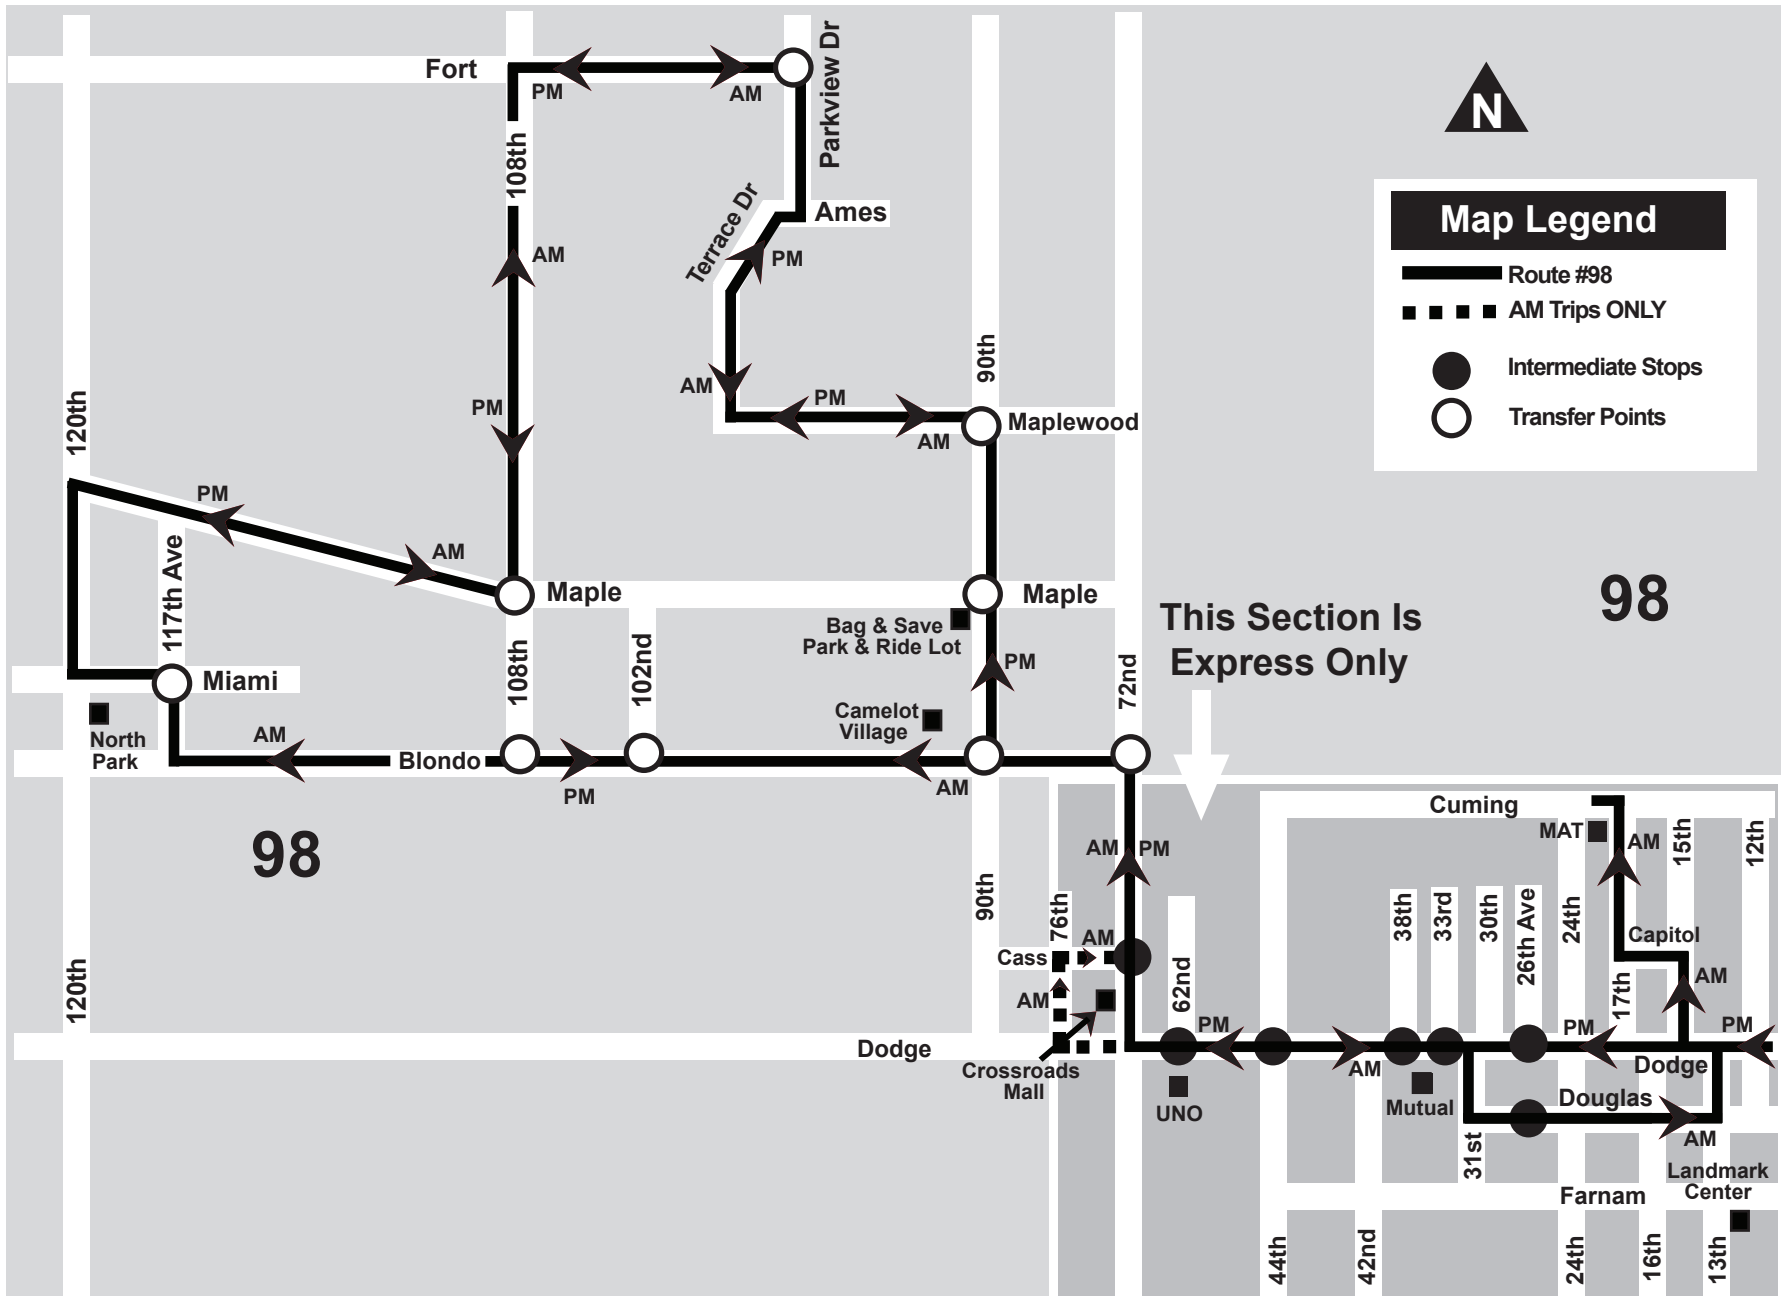 Fort
PM
AM
Parkview Dr
108th
N
Map Legend
Route #98
AM Trips ONLY
Intermediate Stops
Transfer Points
Ames
Terrace Dr
PM
AM
90th
AM
PM
AM
Maplewood
PM
120th
PM
AM
117th Ave
Maple
Maple
98
This Section Is
Express Only
Bag & Save
Park & Ride Lot
102nd
108th
72nd
PM
Miami
Camelot
Village
North
Park
AM
Blondo
PM
AM
98
Cuming
MAT
AM
15th
12th
AM
PM
90th
76th
AM
Cass
AM
62nd
38th
33rd
30th
26th Ave
24th
Capitol
17th
AM
120th
Dodge
Crossroads
Mall
PM
AM
PM
PM
Dodge
UNO
Mutual
Douglas
AM
31st
Landmark
Center
Farnam
44th
42nd
24th
16th
13th